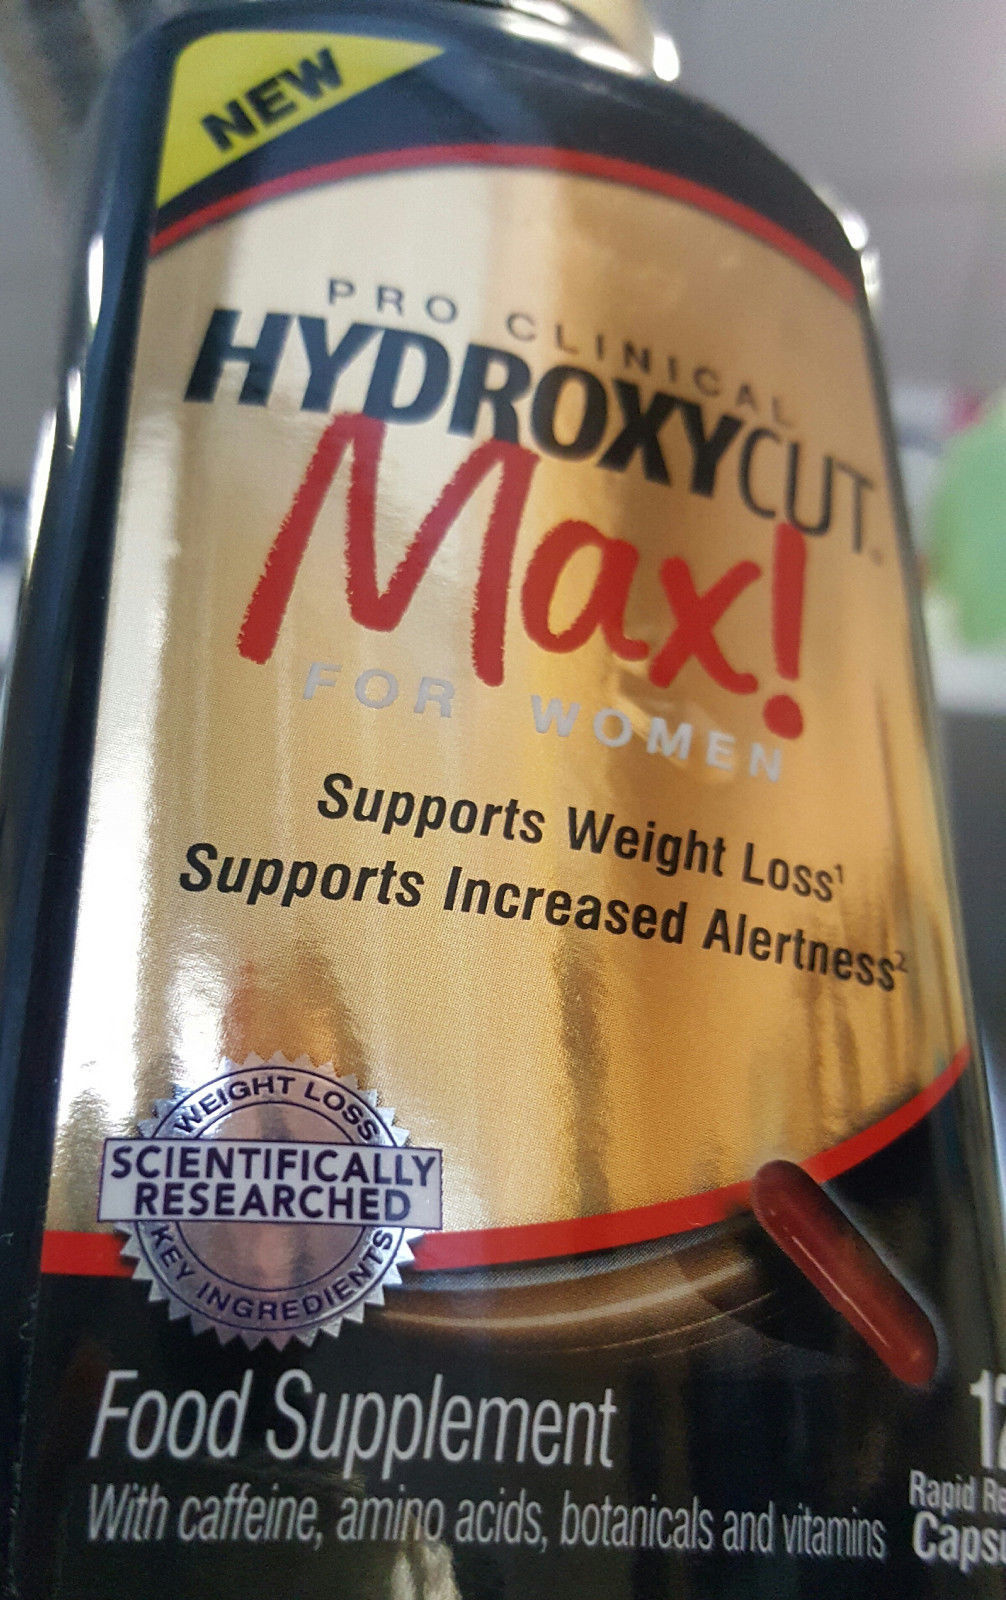 NEW
PRO CLINICAL
HYDROXYCUT
Max!
FOR WOMEN
Supports Weight Loss¹
Supports Increased Alertness²
WEIGHT LOSS
SCIENTIFICALLY
RESEARCHED
KEY INGREDIENTS
Food Supplement
With caffeine, amino acids, botanicals and vitamins
Rapid